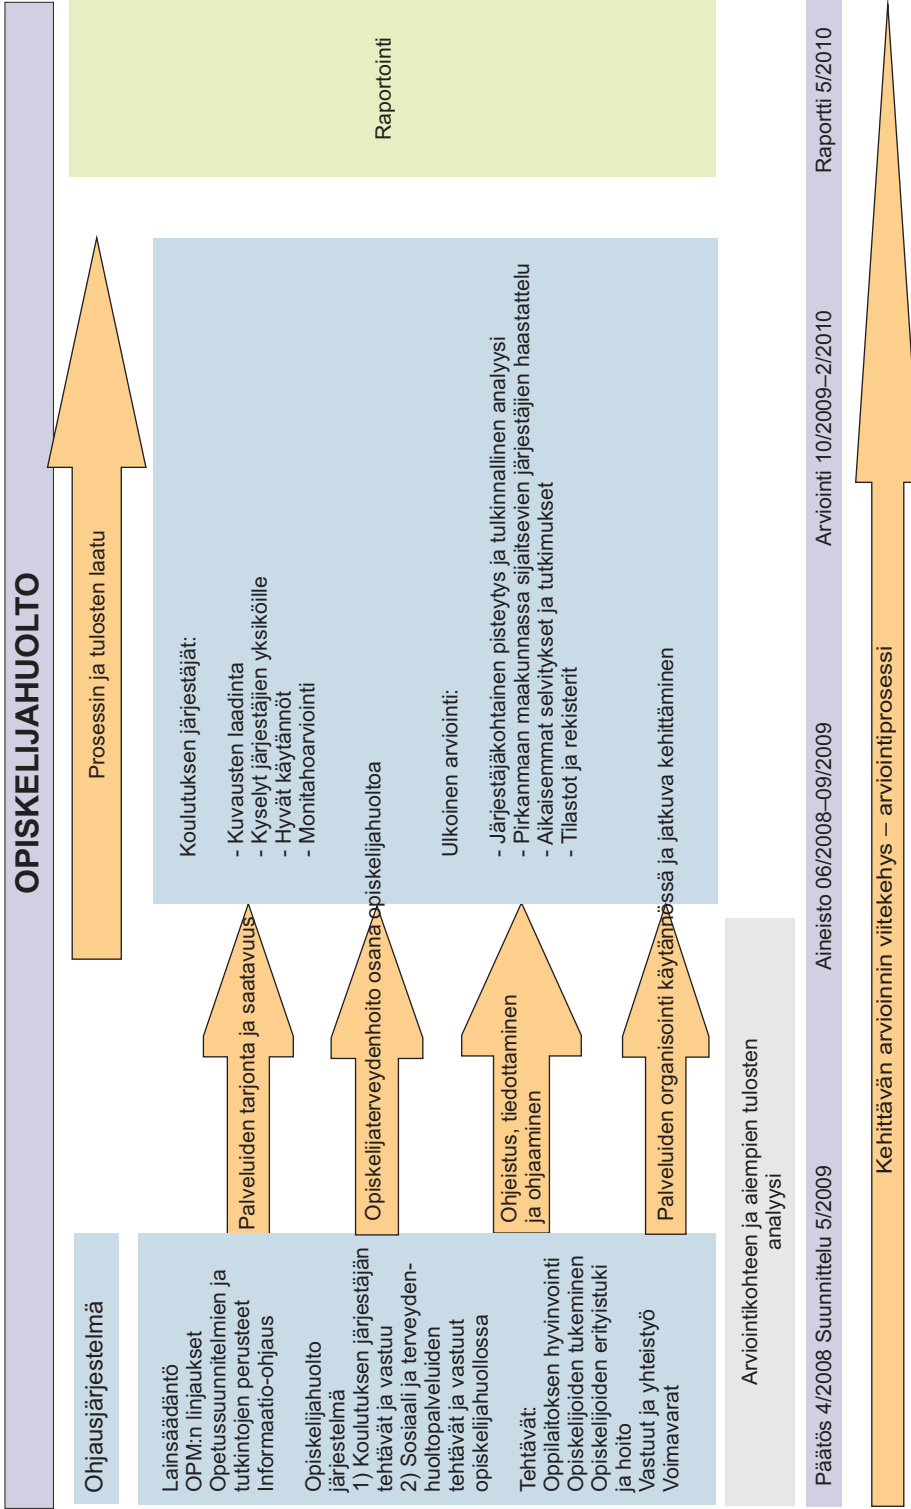 OPISKELIJAHUOLTO
Prosessin ja tulosten laatu
Ohjausjärjestelmä
Lainsäädäntö
OPM:n linjaukset
Opetussuunnitelmien ja
tutkintojen perusteet
Informaatio-ohjaus
Opiskelijahuolto
järjestelmä
1) Koulutuksen järjestäjän
tehtävät ja vastuu
2) Sosiaali ja terveyden-
huoltopalveluiden
tehtävät ja vastuut
opiskelijahuollossa
Tehtävät:
Oppilaitoksen hyvinvointi
Opiskelijoiden tukeminen
Opiskelijoiden erityistuki
ja hoito
Vastuut ja yhteistyö
Voimavarat
Palveluiden tarjonta ja saatavuus
Opiskelijaterveydenhoito osana opiskelijahuoltoa
Ohjeistus, tiedottaminen
ja ohjaaminen
Palveluiden organisointi käytännössä ja jatkuva kehittäminen
Koulutuksen järjestäjät:
- Kuvausten laadinta
- Kyselyt järjestäjien yksiköille
- Hyvät käytännöt
- Monitahoarviointi
Ulkoinen arviointi:
- Järjestäjäkohtainen pisteytys ja tulkinnallinen analyysi
- Pirkanmaan maakunnassa sijaitsevien järjestäjien haastattelu
- Aikaisemmat selvitykset ja tutkimukset
- Tilastot ja rekisterit
Raportointi
Arviointikohteen ja aiempien tulosten
analyysi
Päätös 4/2008 Suunnittelu 5/2009 Aineisto 06/2008–09/2009 Arviointi 10/2009–2/2010 Raportti 5/2010
Kehittävän arvioinnin viitekehys – arviointiprosessi